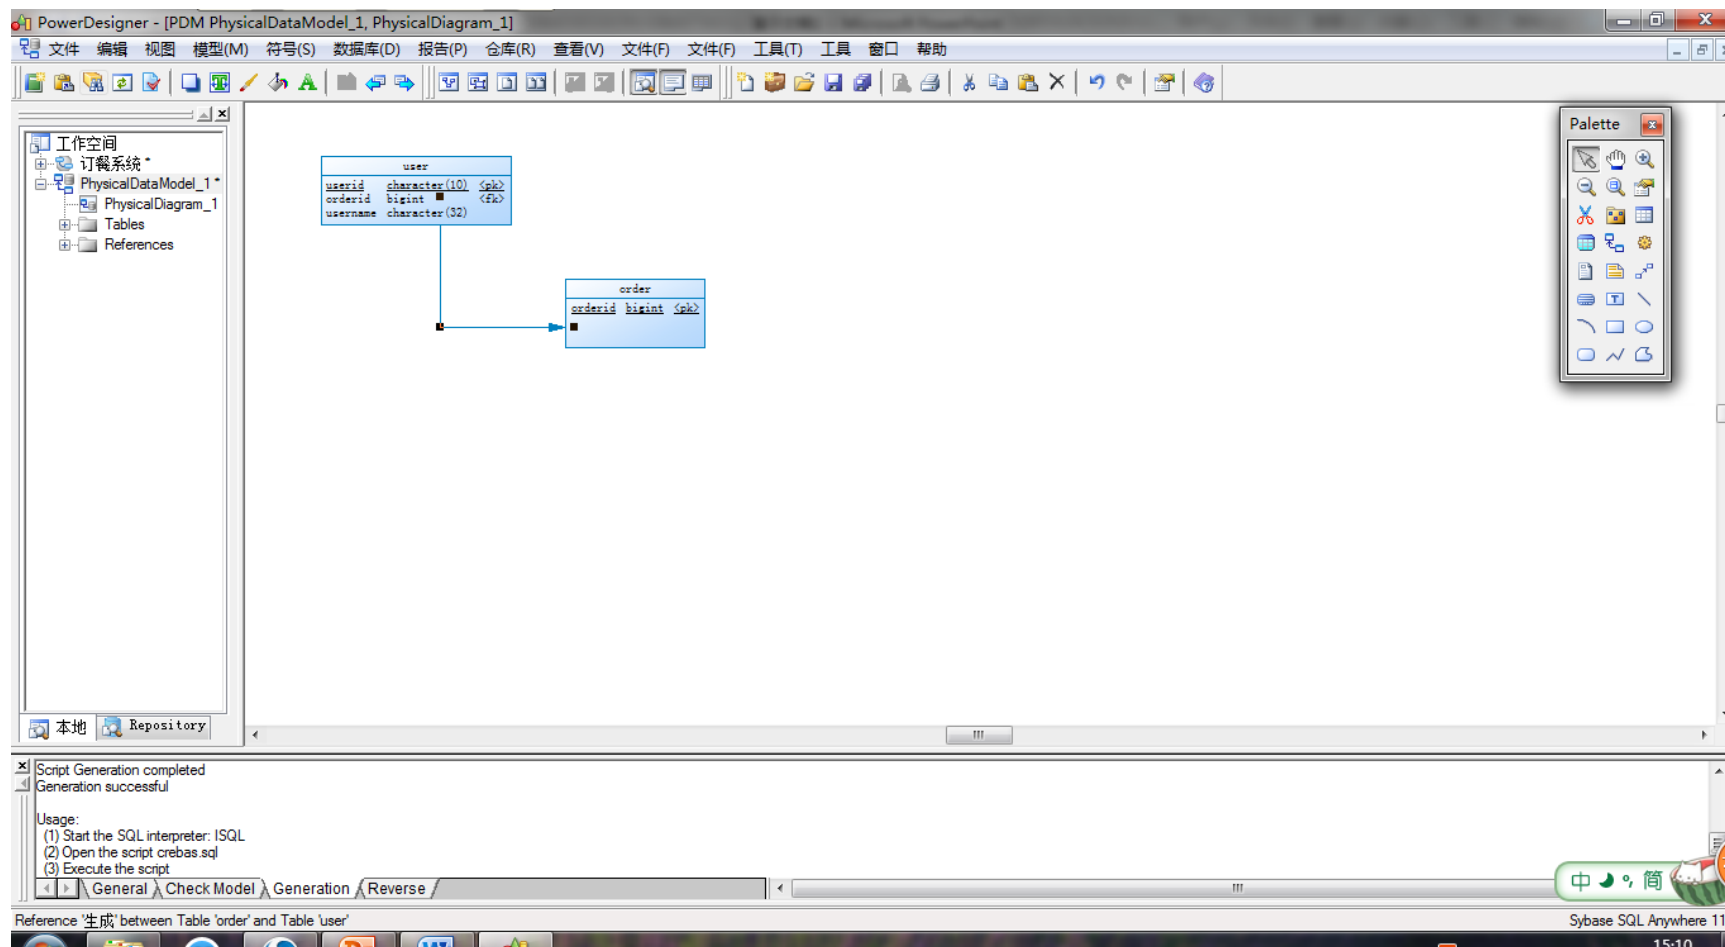 PowerDesigner - [PDM PhysicalDataModel_1, PhysicalDiagram_1]
文件 编辑 视图 模型(M) 符号(S) 数据库(D) 报告(P) 仓库(R) 查看(V) 文件(F) 文件(F) 工具(T) 工具 窗口 帮助
工作空间
订餐系统 *
PhysicalDataModel_1 *
PhysicalDiagram_1
Tables
References
user
userid character(10) <pk>
orderid bigint <fk>
username character(32)
order
orderid bigint <pk>
Palette
本地 Repository
Script Generation completed
Generation successful
Usage:
(1) Start the SQL interpreter: ISQL
(2) Open the script crebas.sql
(3) Execute the script
General Check Model Generation Reverse
中 简
Reference '生成' between Table 'order' and Table 'user'
Sybase SQL Anywhere 11
15:10